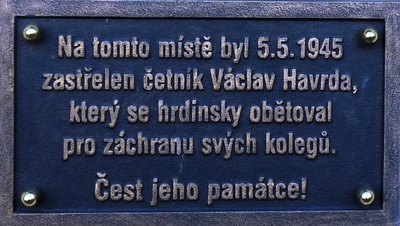 Na tomto místě byl 5.5.1945
zastřelen četník Václav Havrda,
který se hrdinsky obětoval
pro záchranu svých kolegů.
Čest jeho památce!